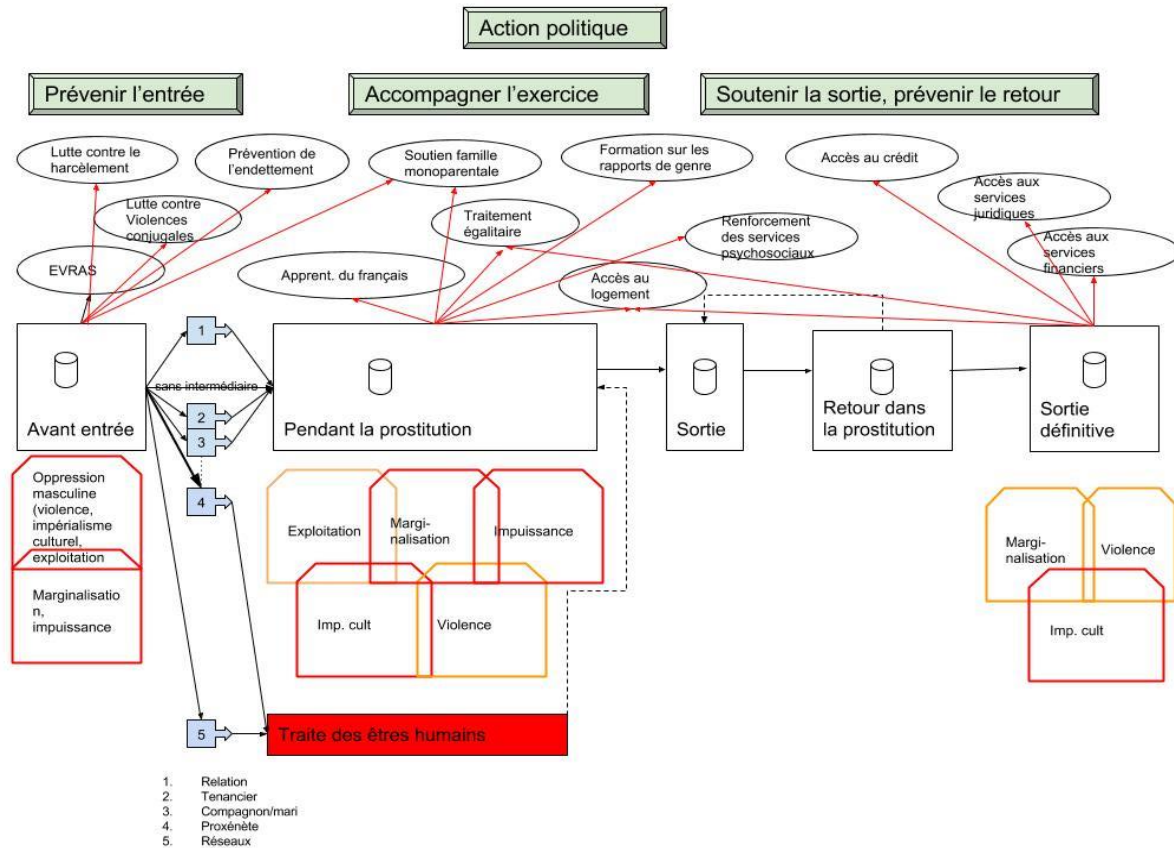 Action politique
Prévenir l'entrée
Accompagner l'exercice
Soutenir la sortie, prévenir le retour
Lutte contre le
harcèlement
Prévention de
l'endettement
Soutien famille
monoparentale
Formation sur les
rapports de genre
Accès au crédit
Lutte contre
Violences
conjugales
Traitement
égalitaire
Renforcement
des services
psychosociaux
Accès aux
services
juridiques
EVRAS
Apprent. du français
Accès au
logement
Accès aux
services
financiers
1
sans intermédiaire
2
3
4
Avant entrée
Pendant la prostitution
Sortie
Retour dans
la prostitution
Sortie
définitive
Oppression
masculine
(violence,
impérialisme
culturel,
exploitation
Marginalisatio
n,
impuissance
Exploitation
Margi-
nalisation
Impuissance
Imp. cult
Violence
Margi-
nalisation
Violence
Imp. cult
5
Traite des êtres humains
1. Relation
2. Tenancier
3. Compagnon/mari
4. Proxénète
5. Réseaux